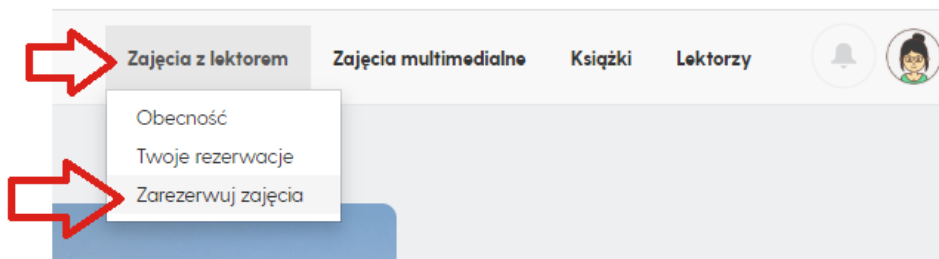 Zajęcia z lektorem Zajęcia multimedialne Książki Lektorzy
Obecność
Twoje rezerwacje
Zarezerwuj zajęcia